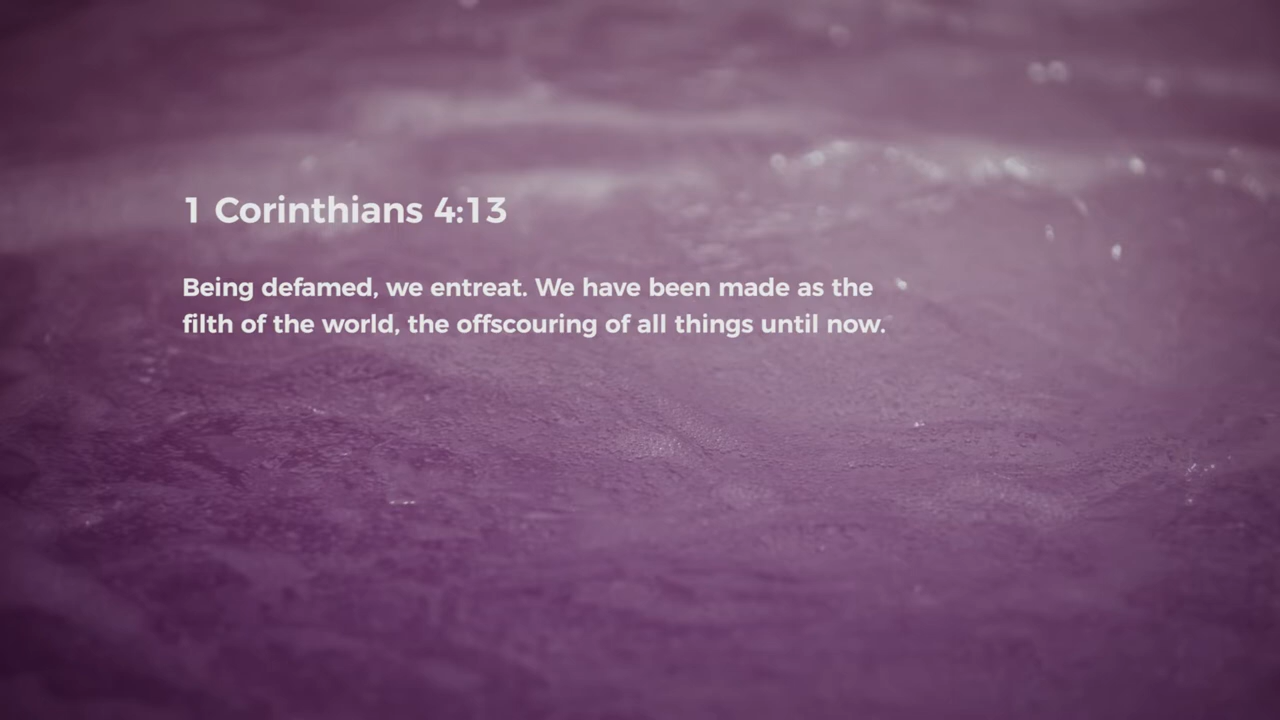 1 Corinthians 4:13
Being defamed, we entreat. We have been made as the
filth of the world, the offscouring of all things until now.